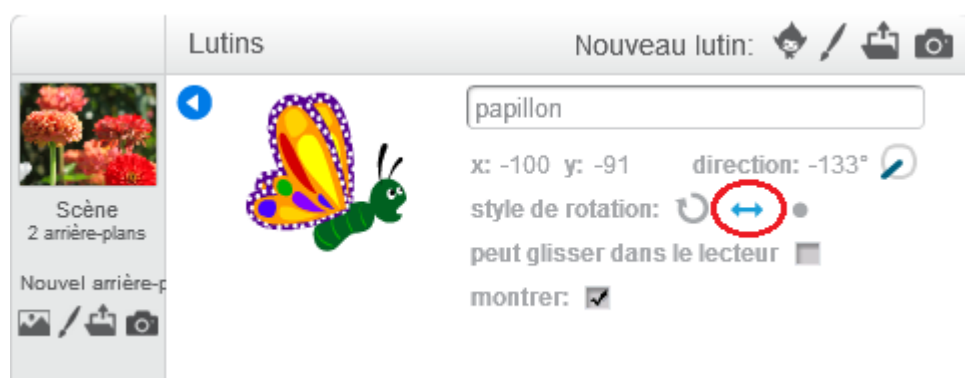 Lutins
Nouveau lutin:
papillon
x: -100 y: -91 direction: -133°
style de rotation:
peut glisser dans le lecteur
montrer:
Scène
2 arrière-plans
Nouvel arrière-p